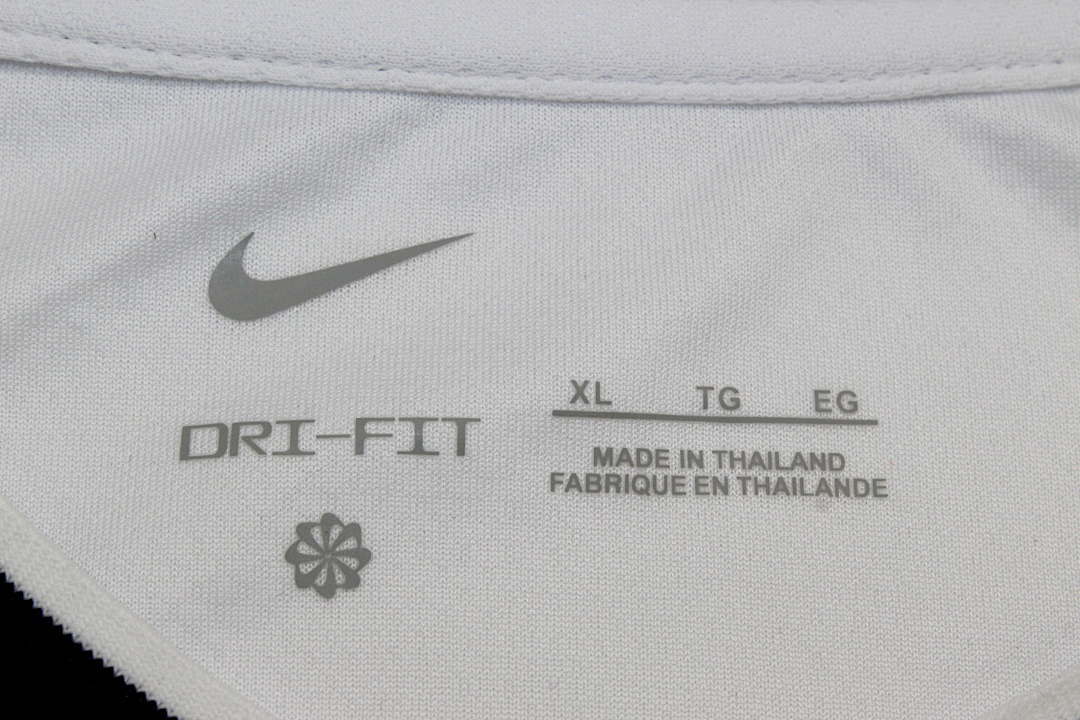 DRI-FIT
XL TG EG
MADE IN THAILAND
FABRIQUE EN THAILANDE